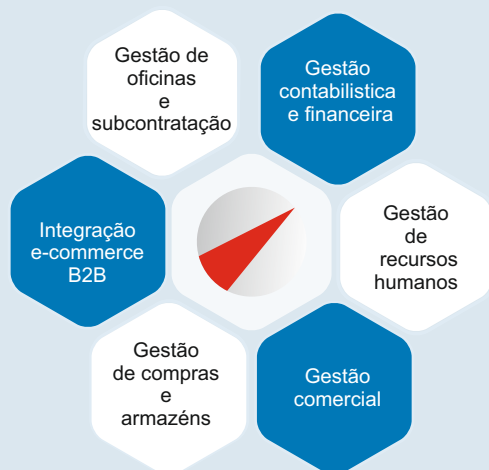 Gestão de
oficinas
e
subcontratação
Gestão
contabilistica
e financeira
Integração
e-commerce
B2B
Gestão
de
recursos
humanos
Gestão
de compras
e
armazéns
Gestão
comercial